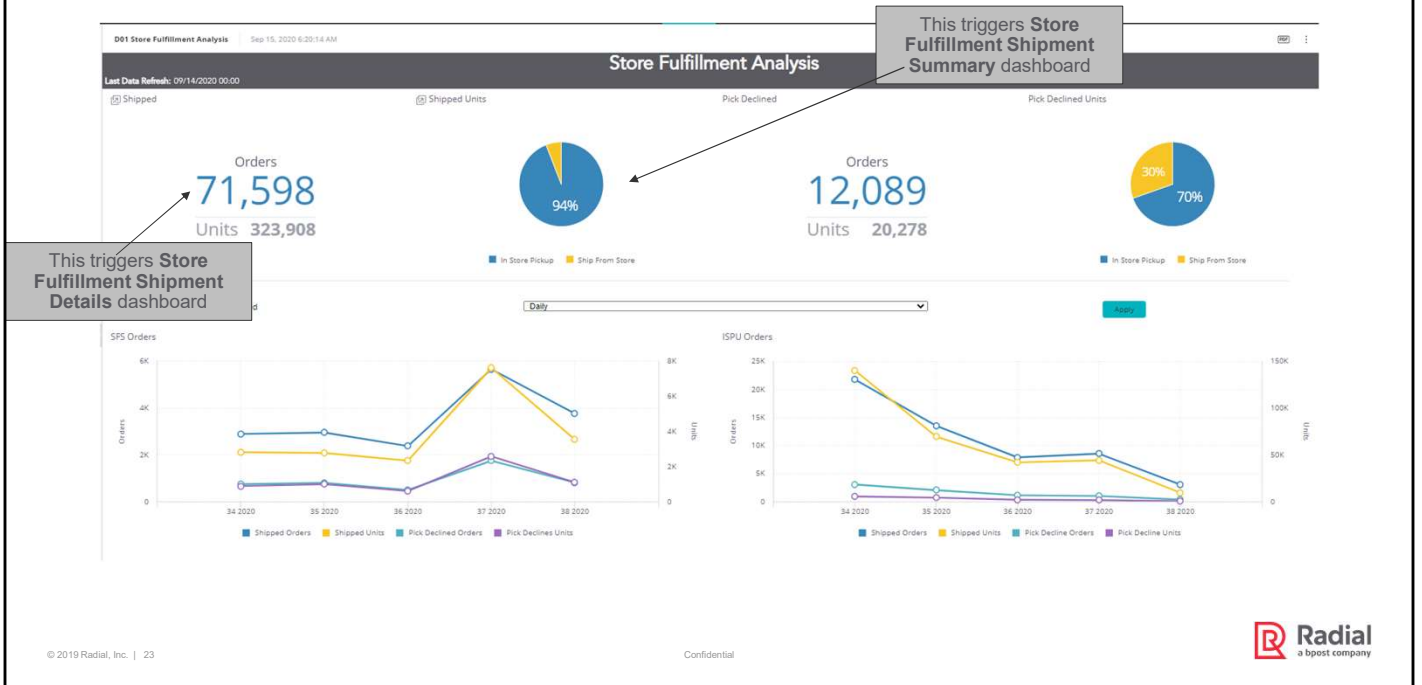 This triggers Store
Fulfillment Shipment
Summary dashboard
D01 Store Fulfillment Analysis Sep 15, 2020 6:20:14 AM
PDF
Store Fulfillment Analysis
Last Data Refresh: 09/14/2020 00:00
Shipped
Shipped Units
Pick Declined
Pick Declined Units
Orders
71,598
Units 323,908
94%
In Store Pickup Ship From Store
Orders
12,089
Units 20,278
30%
70%
In Store Pickup Ship From Store
This triggers Store
Fulfillment Shipment
Details dashboard
Daily
Apply
SFS Orders
6K
4K
2K
0
Orders
8K
6K
4K
2K
0
Units
34 2020 35 2020 36 2020 37 2020 38 2020
Shipped Orders Shipped Units Pick Declined Orders Pick Declines Units
ISPU Orders
25K
20K
15K
10K
5K
0
Orders
150K
100K
50K
0
Units
34 2020 35 2020 36 2020 37 2020 38 2020
Shipped Orders Shipped Units Pick Decline Orders Pick Decline Units
© 2019 Radial, Inc. | 23
Confidential
R Radial
a bpost company